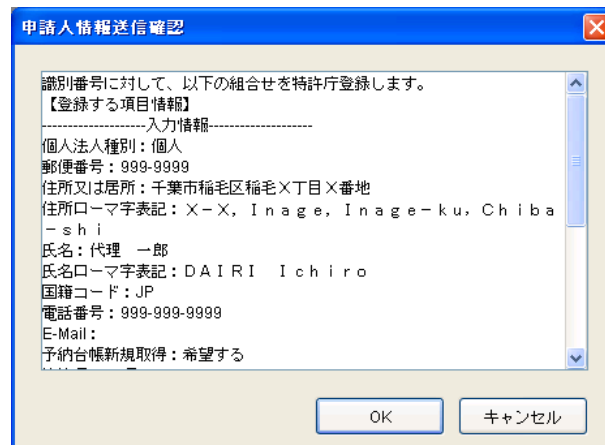 申請人情報送信確認
識別番号に対して、以下の組合せを特許庁登録します。
【登録する項目情報】
--------------------入力情報--------------------
個人法人種別：個人
郵便番号：999-9999
住所又は居所：千葉市稲毛区稲毛X丁目X番地
住所ローマ字表記：Ｘ－Ｘ，Ｉｎａｇｅ，Ｉｎａｇｅ－ｋｕ，Ｃｈｉｂａ
－ｓｈｉ
氏名：代理　一郎
氏名ローマ字表記：ＤＡＩＲＩ　Ｉｃｈｉｒｏ
国籍コード：JP
電話番号：999-999-9999
E-Mail：
予納台帳新規取得：希望する
OK
キャンセル